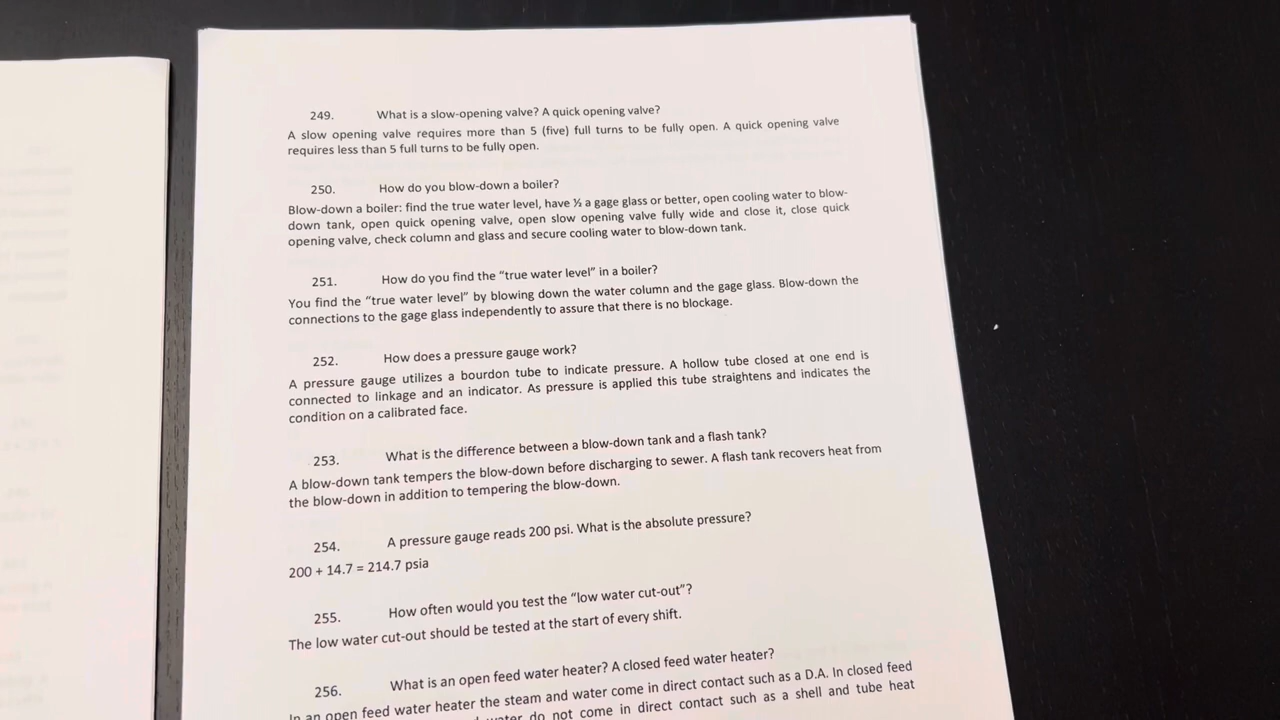 249. What is a slow-opening valve? A quick opening valve?
A slow opening valve requires more than 5 (five) full turns to be fully open. A quick opening valve
requires less than 5 full turns to be fully open.
250. How do you blow-down a boiler?
Blow-down a boiler: find the true water level, have ½ a gage glass or better, open cooling water to blow-
down tank, open quick opening valve, open slow opening valve fully wide and close it, close quick
opening valve, check column and glass and secure cooling water to blow-down tank.
251. How do you find the “true water level” in a boiler?
You find the “true water level” by blowing down the water column and the gage glass. Blow-down the
connections to the gage glass independently to assure that there is no blockage.
252. How does a pressure gauge work?
A pressure gauge utilizes a bourdon tube to indicate pressure. A hollow tube closed at one end is
connected to linkage and an indicator. As pressure is applied this tube straightens and indicates the
condition on a calibrated face.
253. What is the difference between a blow-down tank and a flash tank?
A blow-down tank tempers the blow-down before discharging to sewer. A flash tank recovers heat from
the blow-down in addition to tempering the blow-down.
254. A pressure gauge reads 200 psi. What is the absolute pressure?
200 + 14.7 = 214.7 psia
255. How often would you test the “low water cut-out”?
The low water cut-out should be tested at the start of every shift.
256. What is an open feed water heater? A closed feed water heater?
In an open feed water heater the steam and water come in direct contact such as a D.A. In closed feed
water do not come in direct contact such as a shell and tube heat